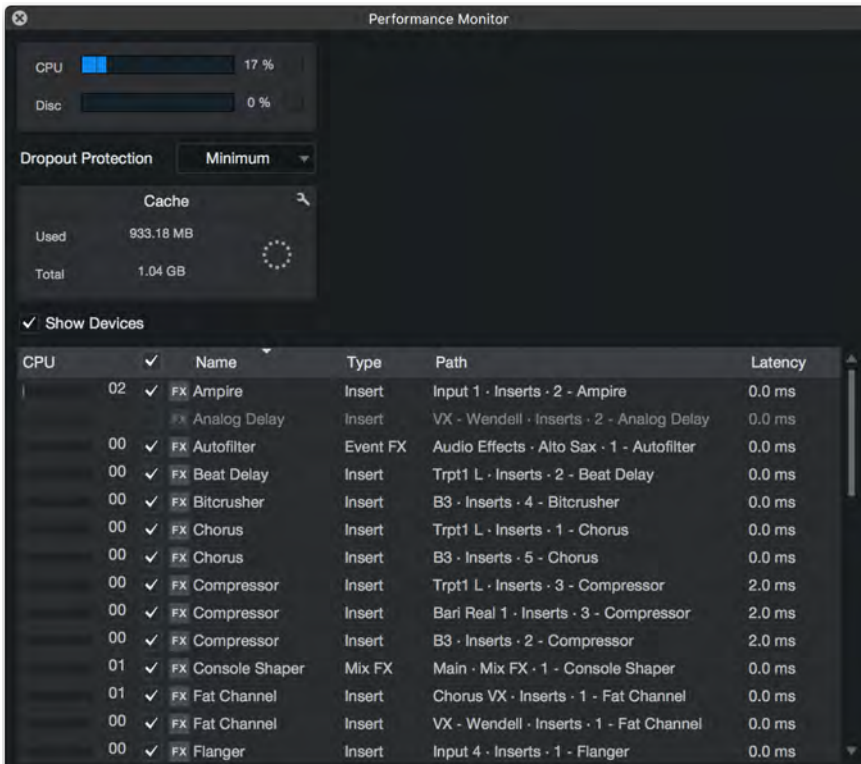 Performance Monitor
CPU 17 %
Disc 0 %
Dropout Protection Minimum
Cache
Used 933.18 MB
Total 1.04 GB
Show Devices
CPU Name Type Path Latency
02 FX Ampire Insert Input 1 · Inserts · 2 - Ampire 0.0 ms
FX Analog Delay Insert VX - Wendell · Inserts · 2 - Analog Delay 0.0 ms
00 FX Autofilter Event FX Audio Effects · Alto Sax · 1 - Autofilter 0.0 ms
00 FX Beat Delay Insert Trpt1 L · Inserts · 2 - Beat Delay 0.0 ms
00 FX Bitcrusher Insert B3 · Inserts · 4 - Bitcrusher 0.0 ms
00 FX Chorus Insert Trpt1 L · Inserts · 1 - Chorus 0.0 ms
00 FX Chorus Insert B3 · Inserts · 5 - Chorus 0.0 ms
00 FX Compressor Insert Trpt1 L · Inserts · 3 - Compressor 2.0 ms
00 FX Compressor Insert Bari Real 1 · Inserts · 3 - Compressor 2.0 ms
00 FX Compressor Insert B3 · Inserts · 2 - Compressor 2.0 ms
01 FX Console Shaper Mix FX Main · Mix FX · 1 - Console Shaper 0.0 ms
01 FX Fat Channel Insert Chorus VX · Inserts · 1 - Fat Channel 0.0 ms
00 FX Fat Channel Insert VX - Wendell · Inserts · 1 - Fat Channel 0.0 ms
00 FX Flanger Insert Input 4 · Inserts · 1 - Flanger 0.0 ms